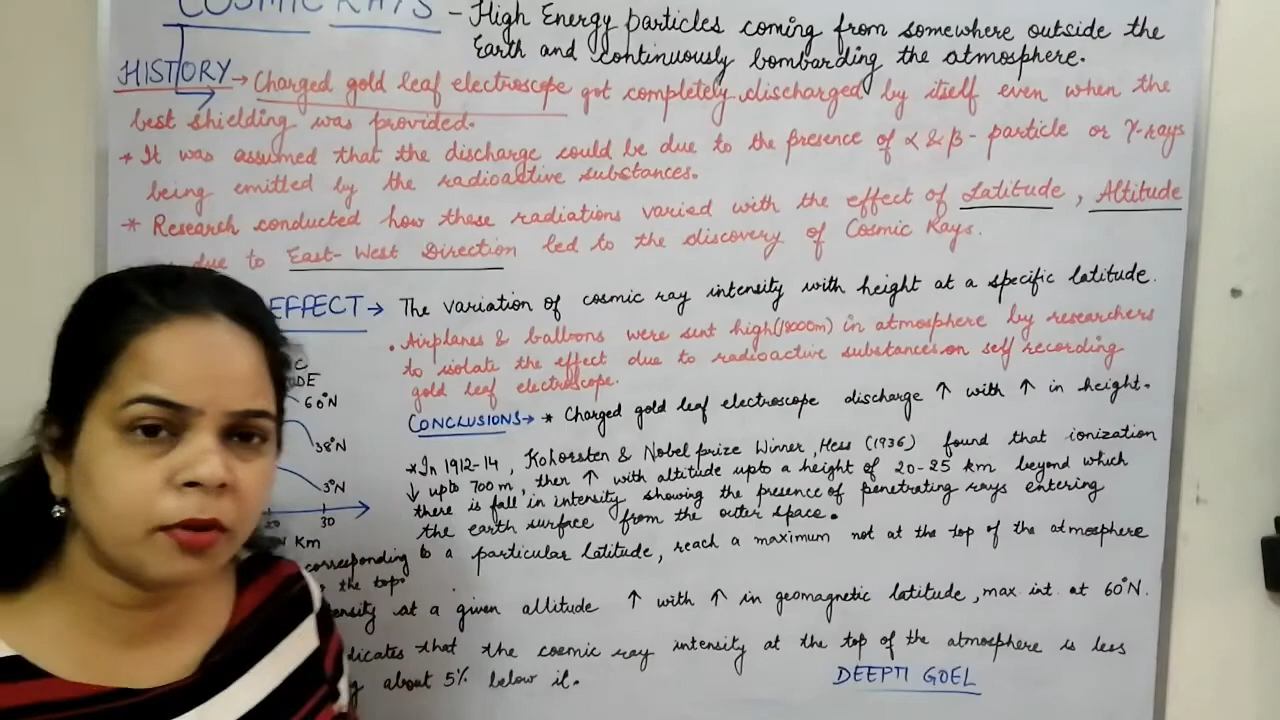 COSMIC RAYS - High Energy particles coming from somewhere outside the
Earth and continuously bombarding the atmosphere.
HISTORY → Charged gold leaf electroscope got completely discharged by itself even when the
best shielding was provided.
* It was assumed that the discharge could be due to the presence of α & β - particle or γ-rays
being emitted by the radioactive substances.
* Research conducted how these radiations varied with the effect of Latitude, Altitude
due to East-West Direction led to the discovery of Cosmic Rays.
EFFECT → The variation of cosmic ray intensity with height at a specific latitude.
. Airplanes & balloons were sent high(18000m) in atmosphere by researchers
to isolate the effect due to radioactive substances on self recording
gold leaf electroscope.
60°N
38°N
3°N
30
Km
CONCLUSIONS → * Charged gold leaf electroscope discharge ↑ with ↑ in height.
* In 1912-14, Kohorsten & Nobel prize Winner, Hess (1936) found that ionization
↓ upto 700m, then ↑ with altitude upto a height of 20-25 km beyond which
there is fall in intensity showing the presence of penetrating rays entering
the earth surface from the outer space.
corresponding to a particular latitude, reach a maximum not at the top of the atmosphere
the top.
at a given altitude ↑ with ↑ in geomagnetic latitude, max int. at 60°N.
that the cosmic ray intensity at the top of the atmosphere is less
about 5% below it.
DEEPTI GOEL